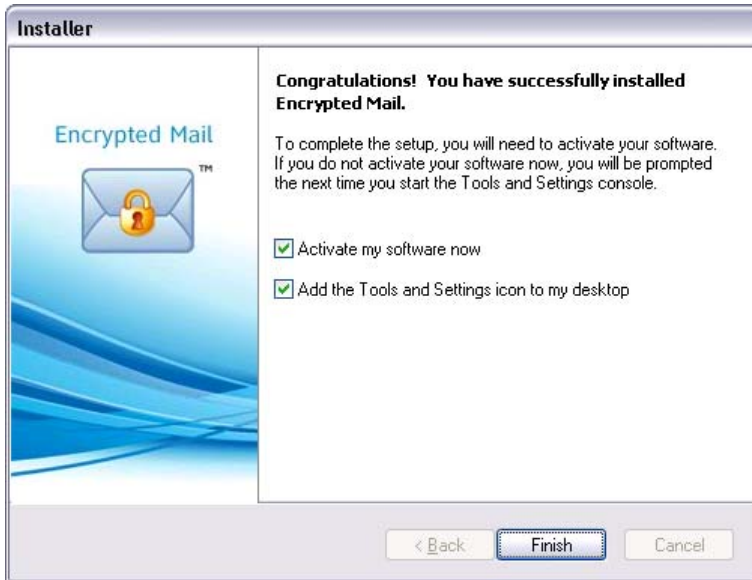 Installer
Encrypted Mail
TM
Congratulations! You have successfully installed
Encrypted Mail.
To complete the setup, you will need to activate your software.
If you do not activate your software now, you will be prompted
the next time you start the Tools and Settings console.
Activate my software now
Add the Tools and Settings icon to my desktop
< Back
Finish
Cancel